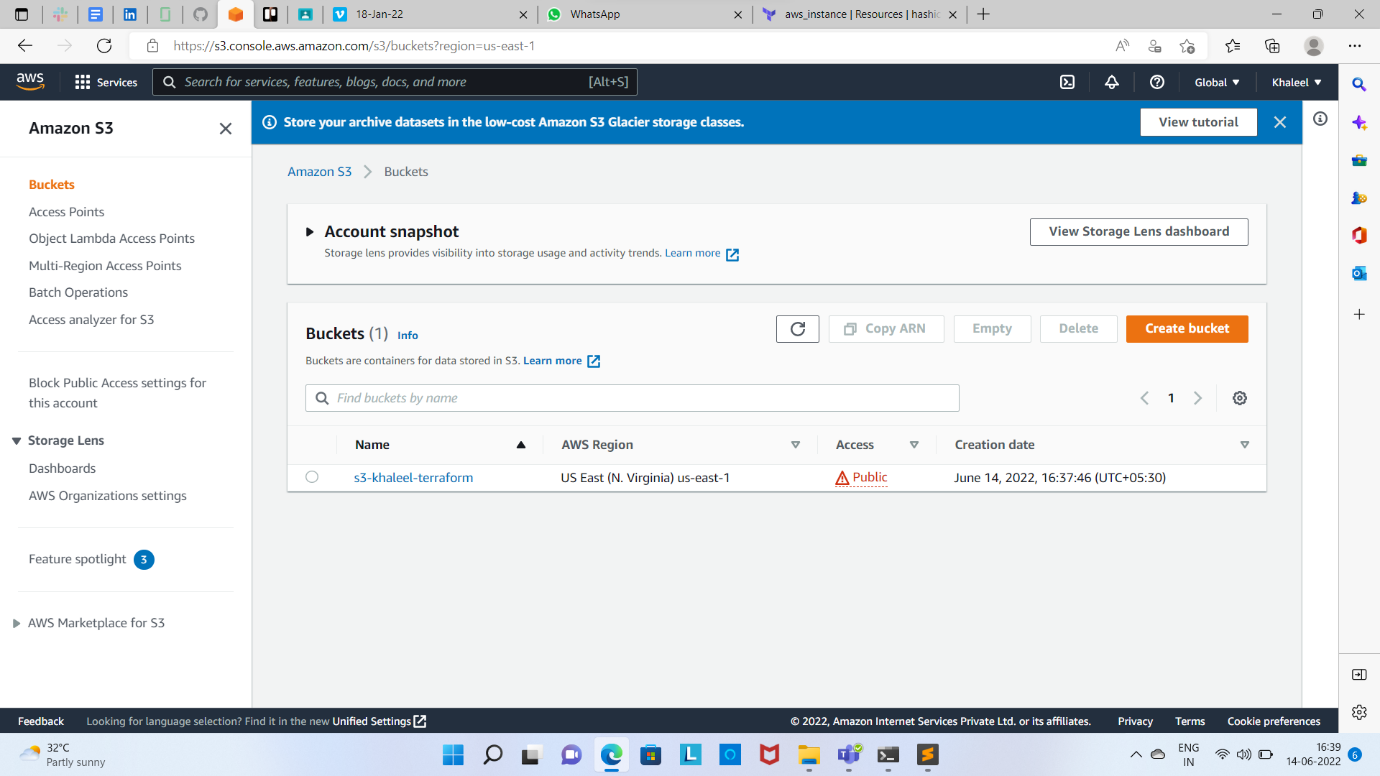 18-Jan-22
WhatsApp
aws_instance | Resources | hashic
https://s3.console.aws.amazon.com/s3/buckets?region=us-east-1
aws
Services
Search for services, features, blogs, docs, and more
[Alt+S]
Global
Khaleel
Amazon S3
Buckets
Access Points
Object Lambda Access Points
Multi-Region Access Points
Batch Operations
Access analyzer for S3
Block Public Access settings for
this account
Storage Lens
Dashboards
AWS Organizations settings
Feature spotlight 3
AWS Marketplace for S3
Store your archive datasets in the low-cost Amazon S3 Glacier storage classes.
View tutorial
Amazon S3 Buckets
Account snapshot
Storage lens provides visibility into storage usage and activity trends. Learn more
View Storage Lens dashboard
Buckets (1) Info
Buckets are containers for data stored in S3. Learn more
Copy ARN
Empty
Delete
Create bucket
Find buckets by name
1
Name AWS Region Access Creation date
s3-khaleel-terraform US East (N. Virginia) us-east-1 Public June 14, 2022, 16:37:46 (UTC+05:30)
Feedback Looking for language selection? Find it in the new Unified Settings
© 2022, Amazon Internet Services Private Ltd. or its affiliates. Privacy Terms Cookie preferences
32°C
Partly sunny
ENG
IN
16:39
14-06-2022
6